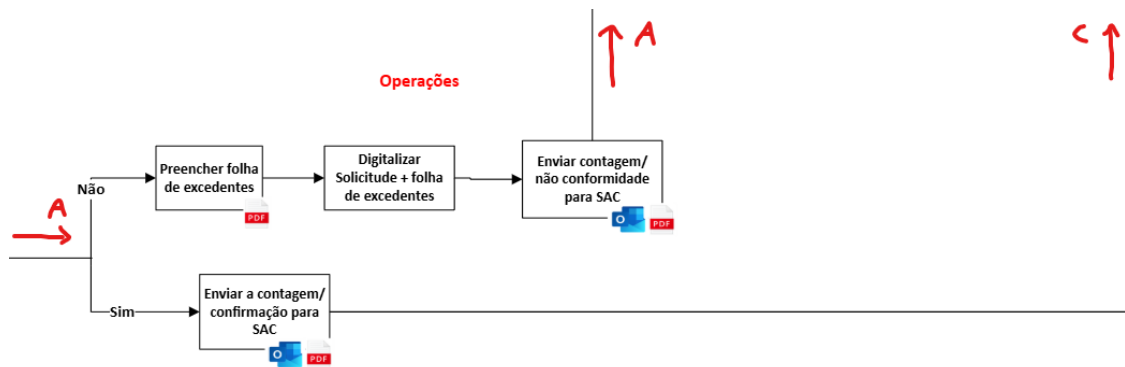 A
C
Operações
Preencher folha
de excedentes
PDF
Digitalizar
Solicitude + folha
de excedentes
Enviar contagem/
não conformidade
para SAC
O
PDF
Não
A
Sim
Enviar a contagem/
confirmação para
SAC
O
PDF